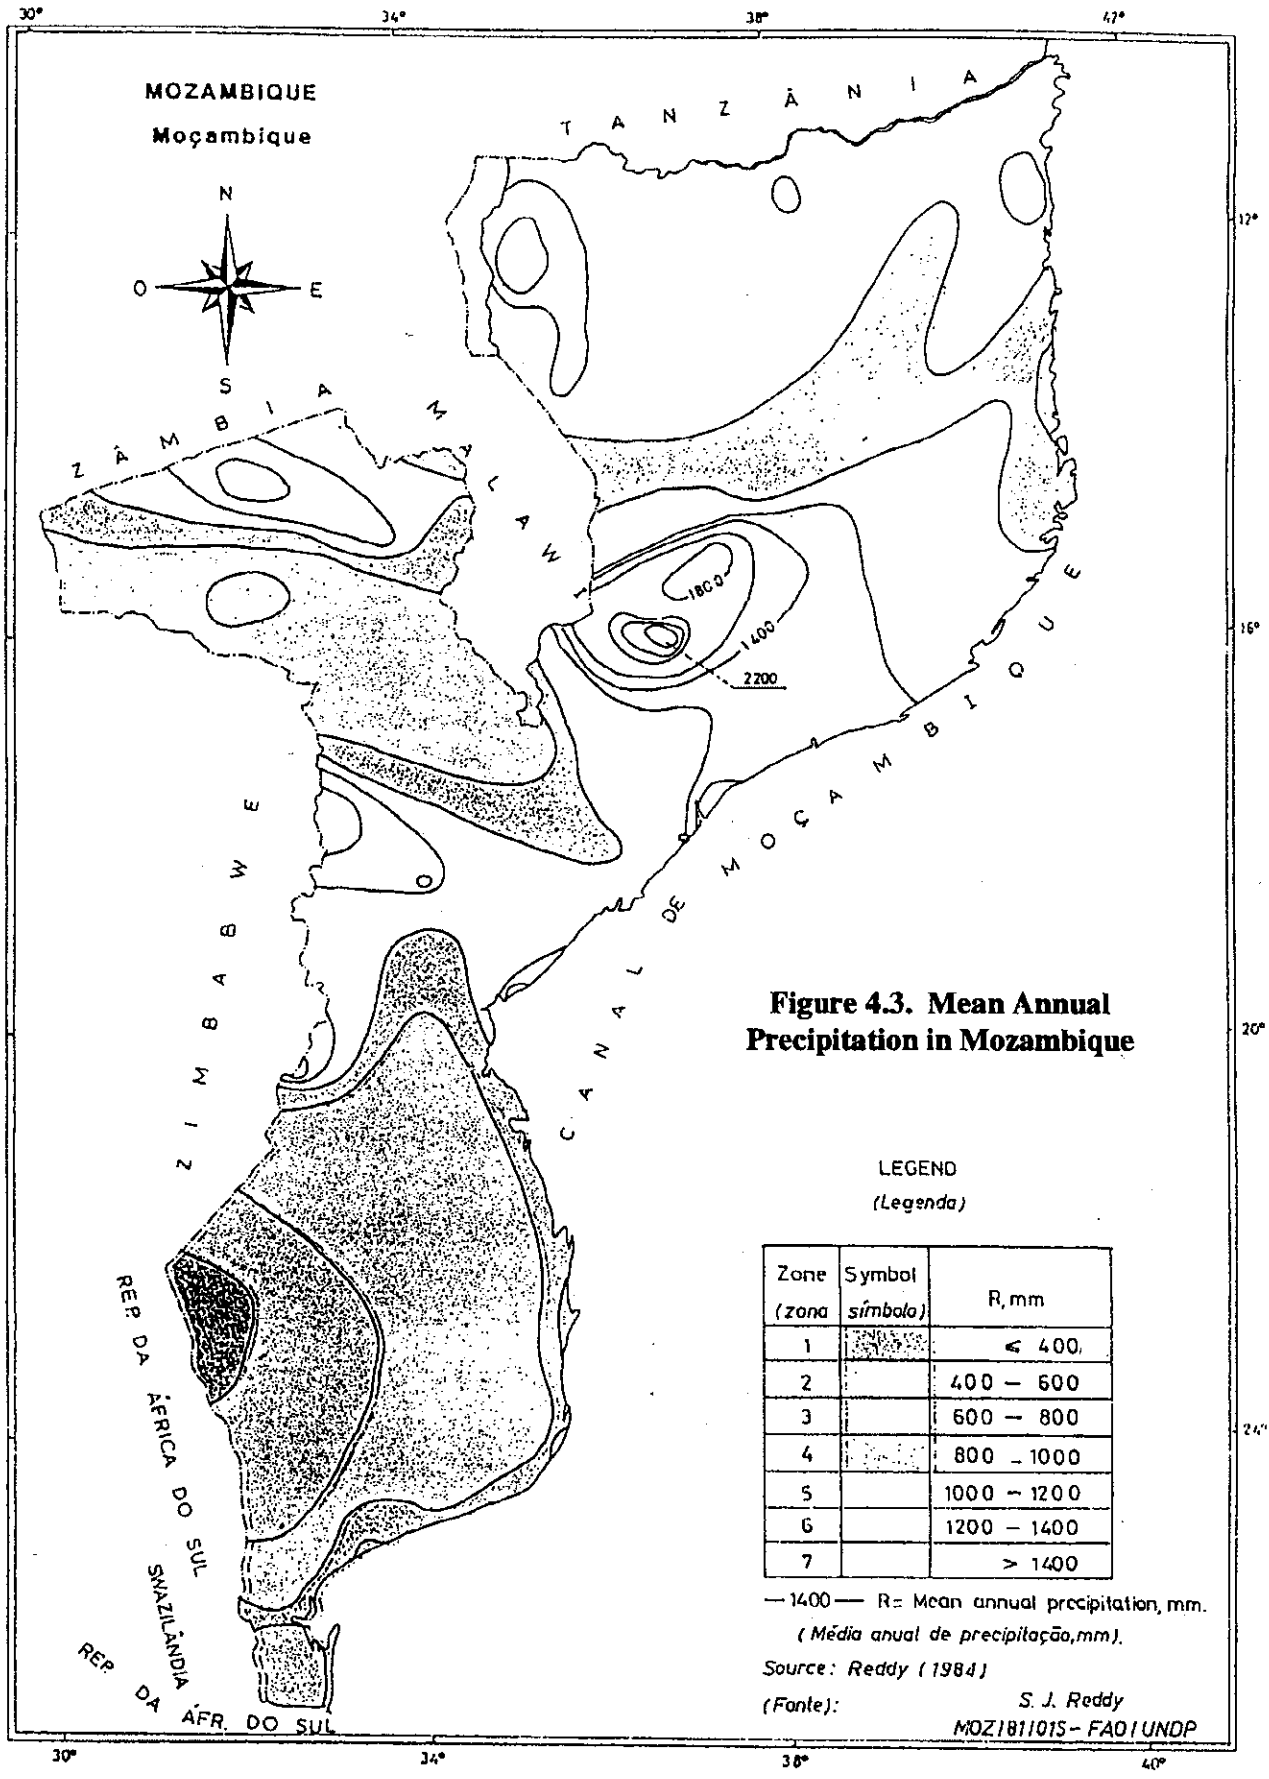 30° 34° 38° 42°
MOZAMBIQUE
Moçambique
N
O E
S
TANZÂNIA
12°
ZÂMBIA
MALAWI
1800
1400
2200
16°
ZIMBABWE
CANAL DE MOÇAMBIQUE
Figure 4.3. Mean Annual
Precipitation in Mozambique
20°
LEGEND
(Legenda)
Zone Symbol R, mm
(zona símbolo)
1 ≤ 400
2 400 – 600
3 600 – 800
4 800 – 1000
5 1000 – 1200
6 1200 – 1400
7 > 1400
24°
REP. DA ÁFRICA DO SUL
SWAZILÂNDIA
REP. DA ÁFR. DO SUL
— 1400 — R= Mean annual precipitation, mm.
(Média anual de precipitação, mm).
Source: Reddy (1984)
(Fonte):
S. J. Reddy
MOZ/81/015 – FAO/UNDP
30° 34° 38° 40°